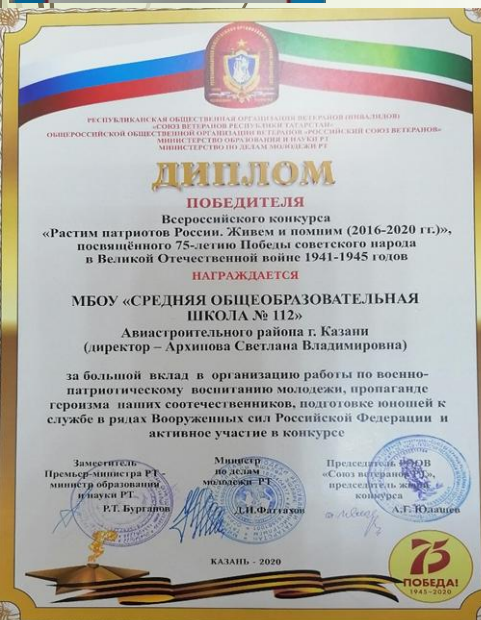 РЕСПУБЛИКАНСКАЯ ОБЩЕСТВЕННАЯ ОРГАНИЗАЦИЯ ВЕТЕРАНОВ (ИНВАЛИДОВ)
«СОЮЗ ВЕТЕРАНОВ РЕСПУБЛИКИ ТАТАРСТАН»
ОБЩЕРОССИЙСКОЙ ОБЩЕСТВЕННОЙ ОРГАНИЗАЦИИ ВЕТЕРАНОВ «РОССИЙСКИЙ СОЮЗ ВЕТЕРАНОВ»
МИНИСТЕРСТВО ОБРАЗОВАНИЯ И НАУКИ РТ
МИНИСТЕРСТВО ПО ДЕЛАМ МОЛОДЕЖИ РТ
ДИПЛОМ
ПОБЕДИТЕЛЯ
Всероссийского конкурса
«Растим патриотов России. Живем и помним (2016-2020 гг.)»,
посвящённого 75-летию Победы советского народа
в Великой Отечественной войне 1941-1945 годов
НАГРАЖДАЕТСЯ
МБОУ «СРЕДНЯЯ ОБЩЕОБРАЗОВАТЕЛЬНАЯ
ШКОЛА № 112»
Авиастроительного района г. Казани
(директор – Архипова Светлана Владимировна)
за большой вклад в организацию работы по военно-
патриотическому воспитанию молодежи, пропаганде
героизма наших соотечественников, подготовке юношей к
службе в рядах Вооруженных сил Российской Федерации и
активное участие в конкурсе
Заместитель
Премьер-министра РТ -
министр образования
и науки РТ
Р.Т. Бурганов
Министр
по делам
молодежи РТ
Д.И.Фаттахов
Председатель
«Союз ветеранов
председатель жюри
конкурса
А.Г. Юлашев
КАЗАНЬ - 2020
75
ПОБЕДА!
1945-2020